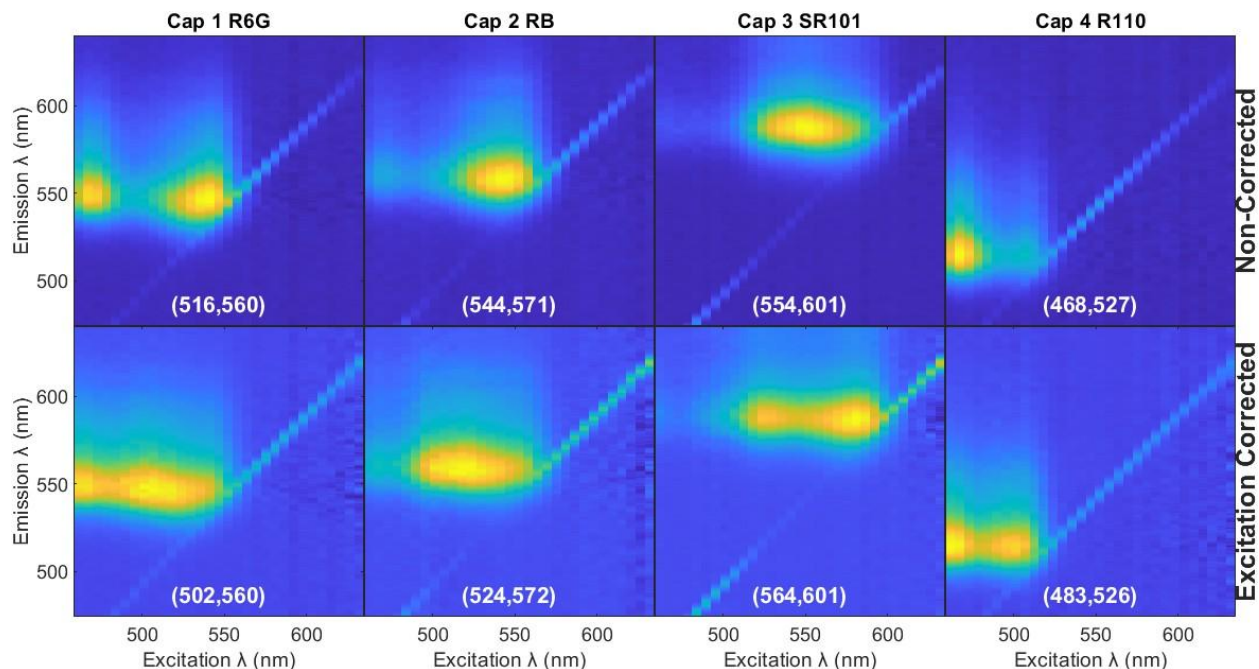 Cap 1 R6G
Cap 2 RB
Cap 3 SR101
Cap 4 R110
Emission λ (nm)
600
550
500
(516,560)
(544,571)
(554,601)
(468,527)
Non-Corrected
Emission λ (nm)
600
550
500
(502,560)
(524,572)
(564,601)
(483,526)
Excitation Corrected
500 550 600
500 550 600
500 550 600
500 550 600
Excitation λ (nm)
Excitation λ (nm)
Excitation λ (nm)
Excitation λ (nm)